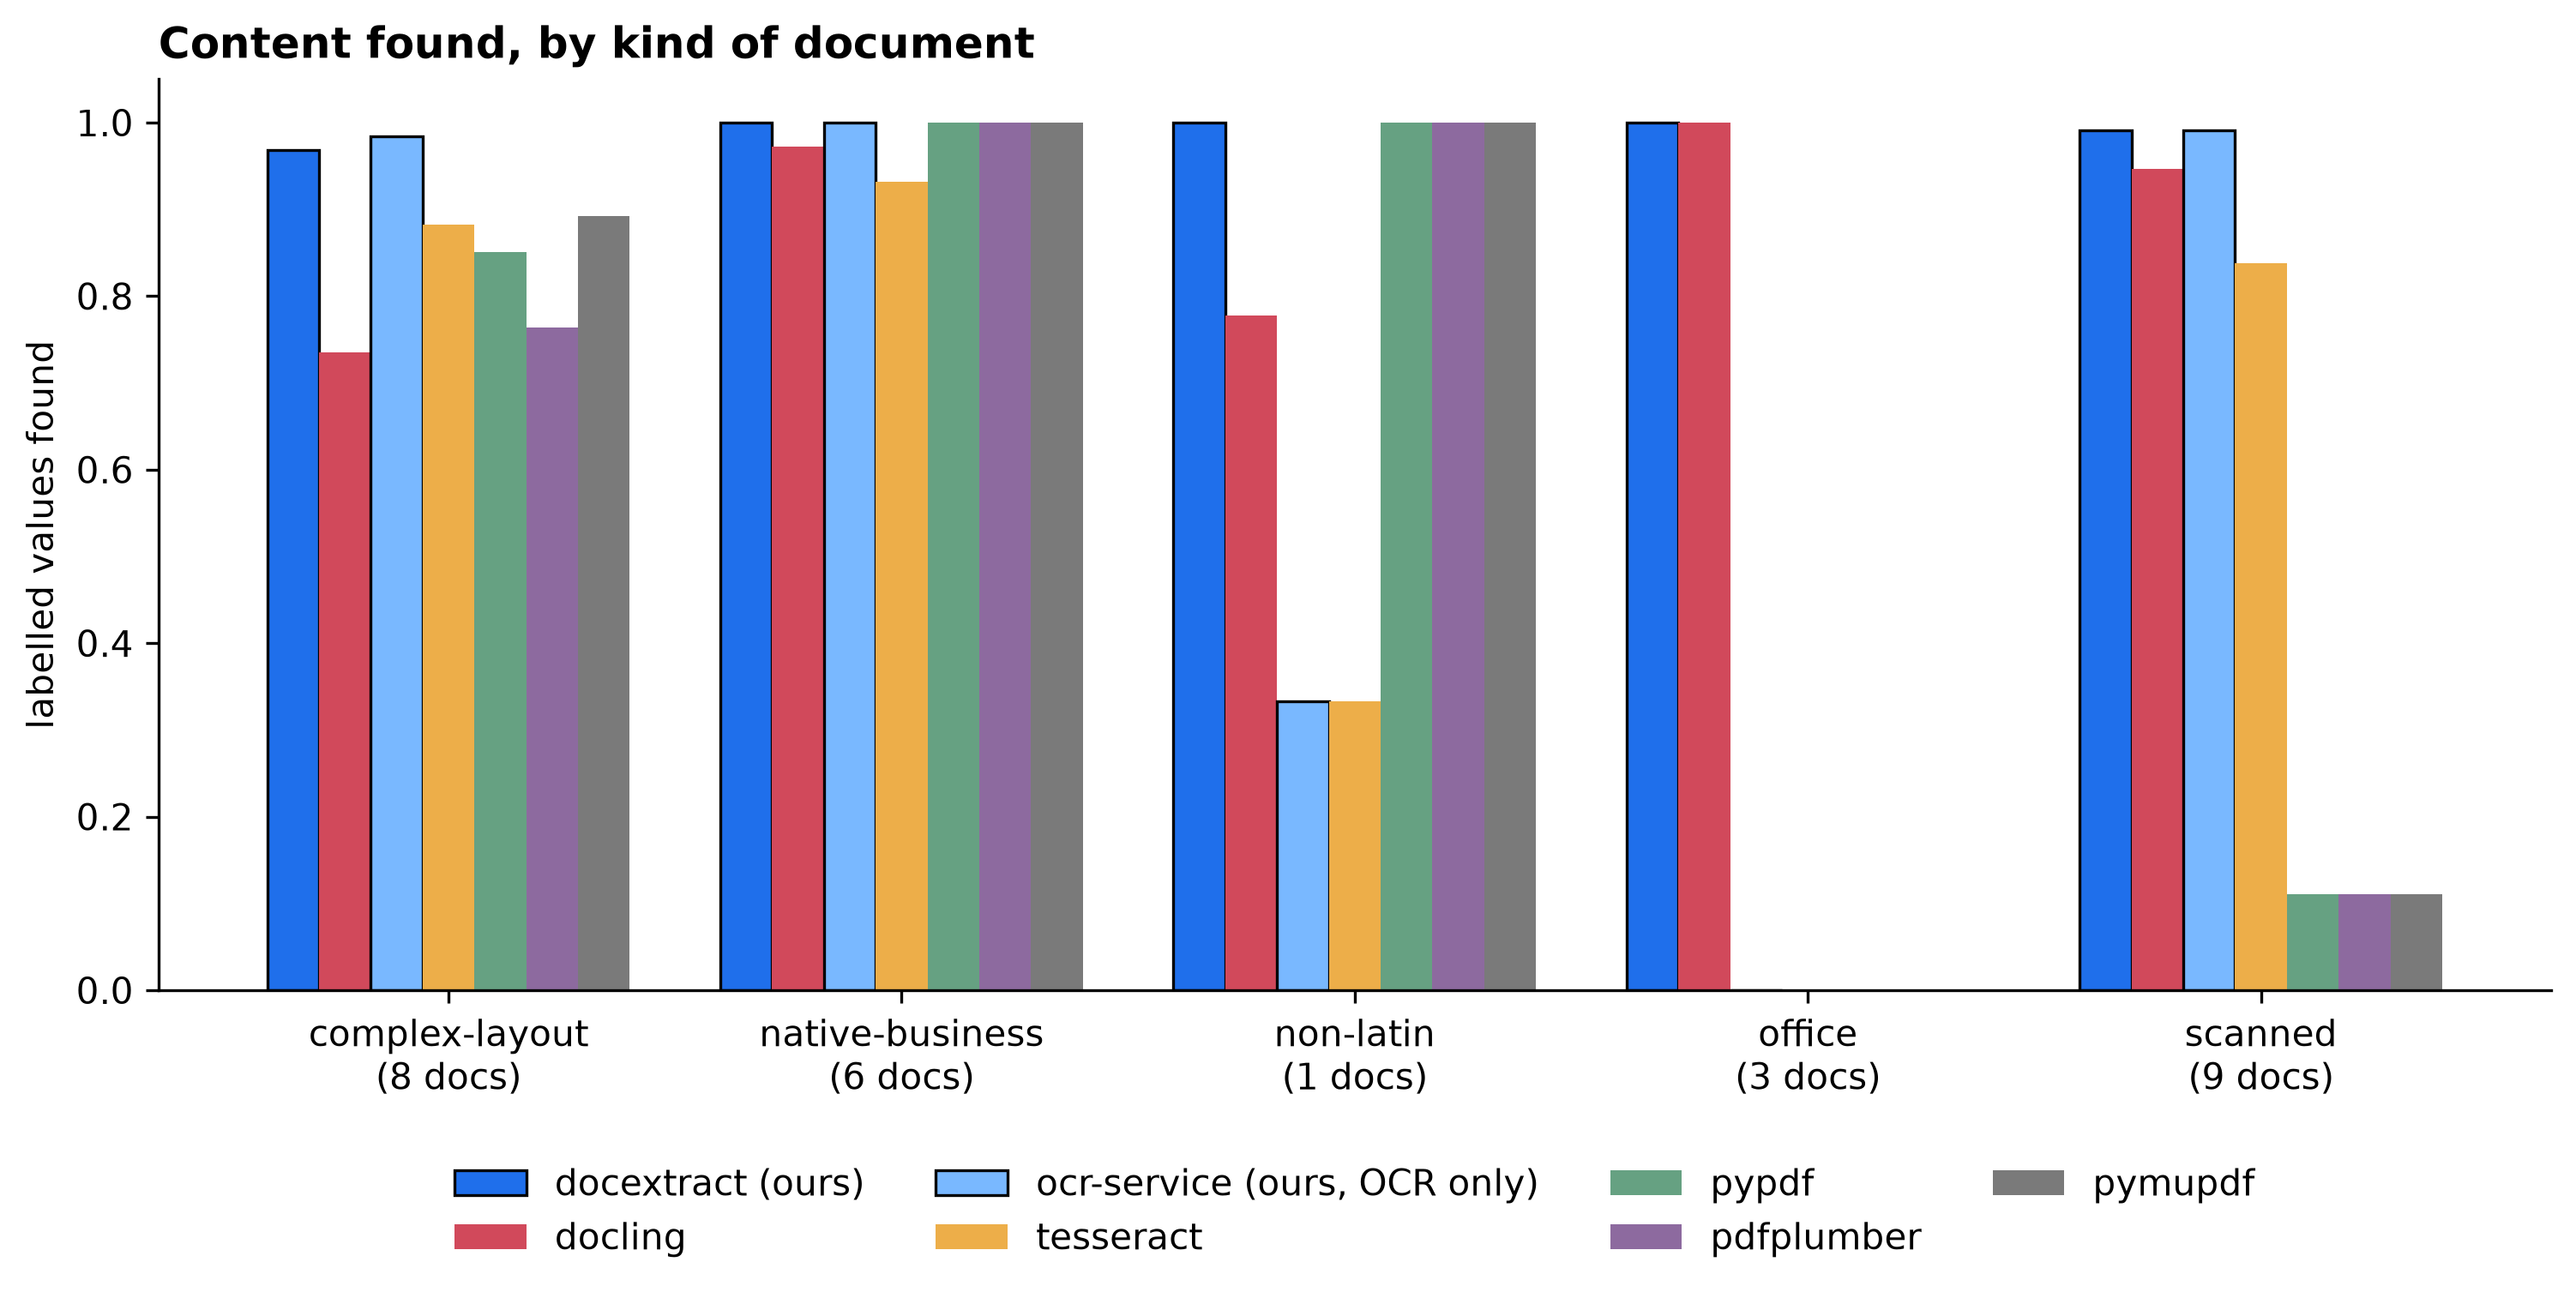 Content found, by kind of document
labelled values found
1.0
0.8
0.6
0.4
0.2
0.0
complex-layout
(8 docs)
native-business
(6 docs)
non-latin
(1 docs)
office
(3 docs)
scanned
(9 docs)
docextract (ours)
docling
ocr-service (ours, OCR only)
tesseract
pypdf
pdfplumber
pymupdf